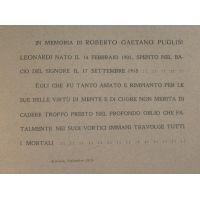 IN MEMORIA DI ROBERTO GAETANO PUGLISI
LEONARDI NATO IL 14 FEBBRAIO 1901, SPENTO NEL BA-
CIO DEL SIGNORE IL 17 SETTEMBRE 1915
EGLI CHE FU TANTO AMATO E RIMPIANTO PER LE
SUE BELLE VIRTÙ DI MENTE E DI CUORE NON MERITA DI
CADERE TROPPO PRESTO NEL PROFONDO OBLIO CHE FA-
TALMENTE NEI SUOI VORTICI IMMANI TRAVOLGE TUTTI
I MORTALI